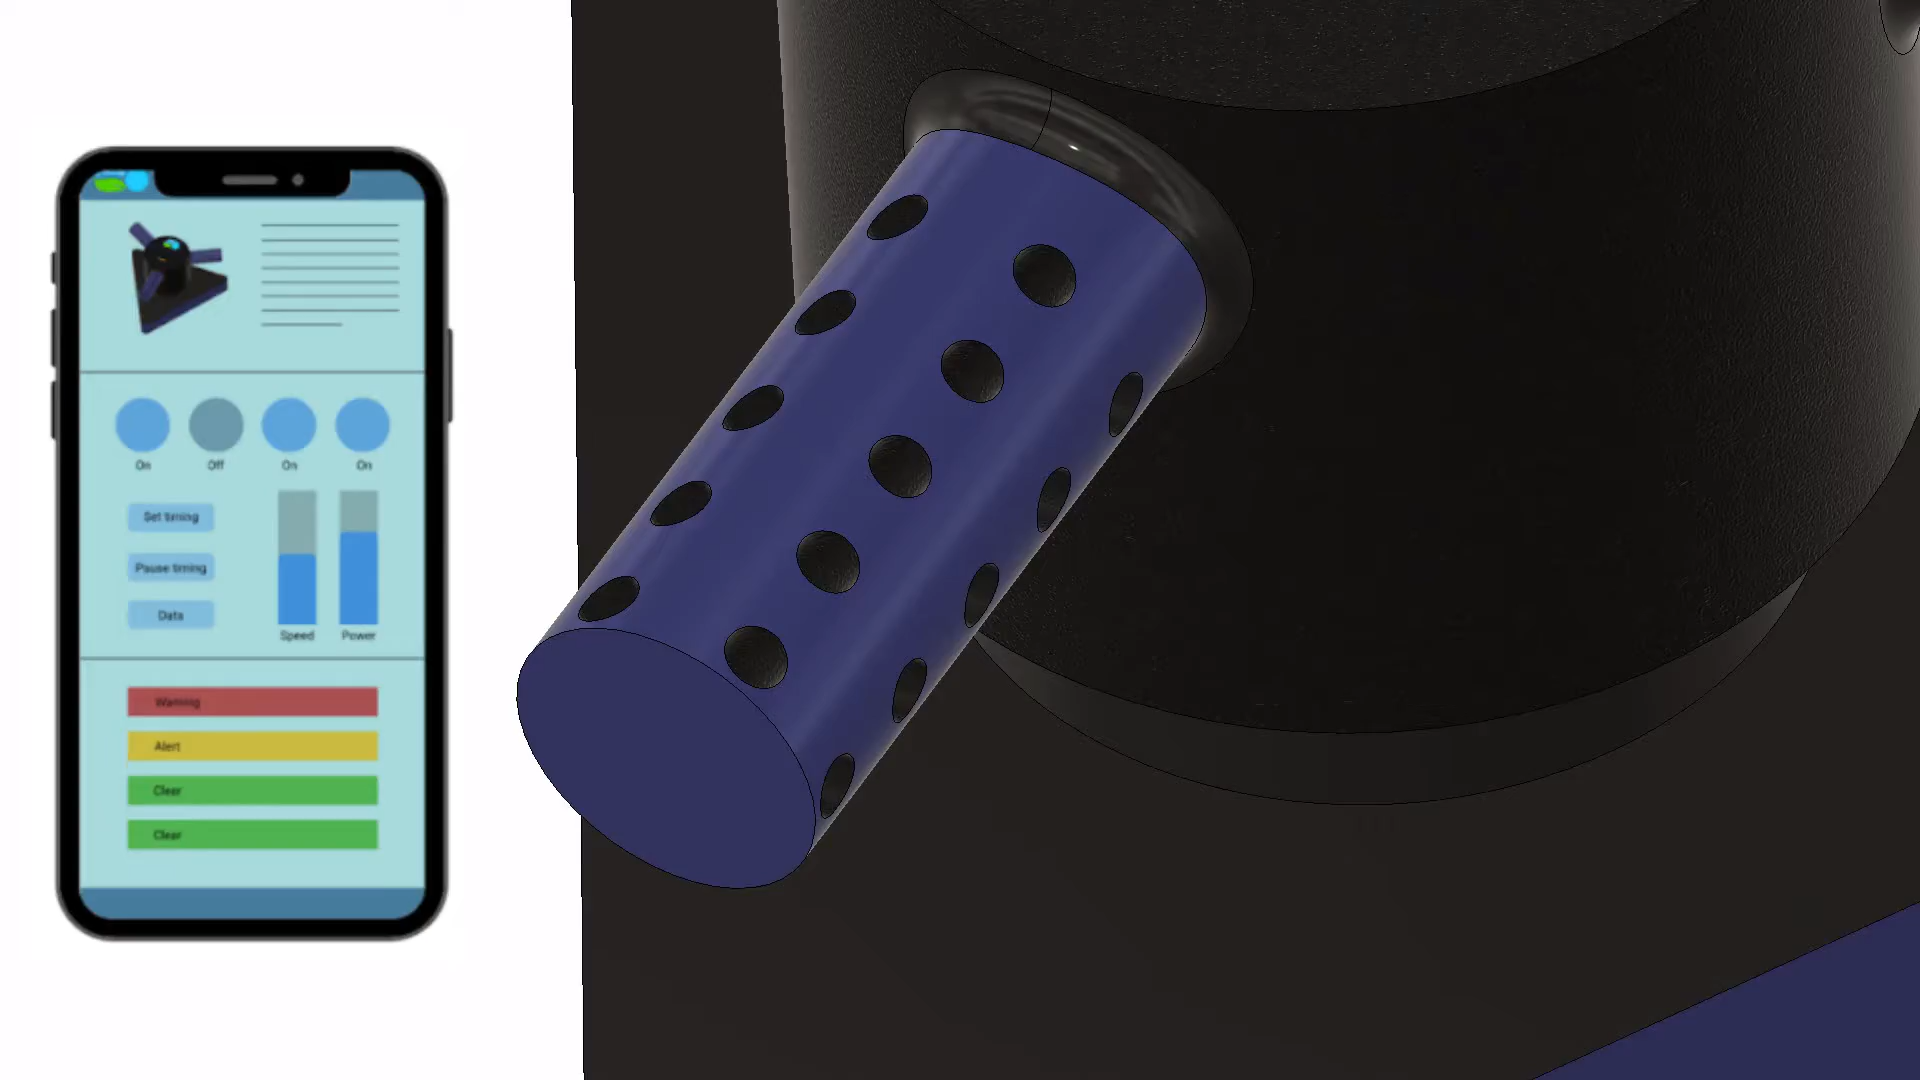 On Off On On
Set timing
Pause timing
Data
Speed Power
Warning
Alert
Clear
Clear